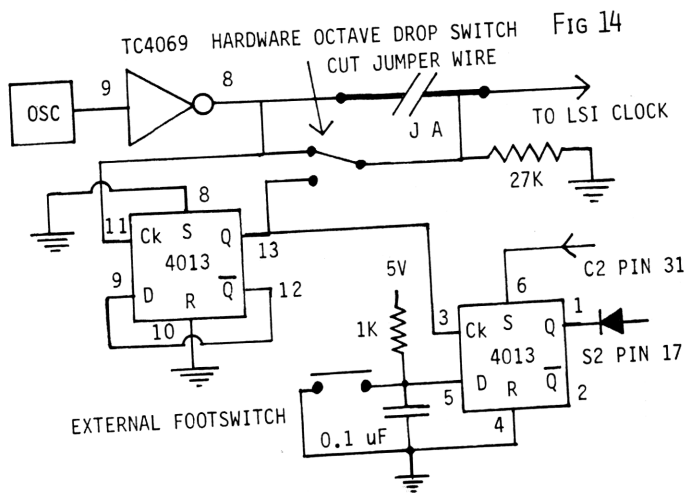 FIG 14
TC4069 HARDWARE OCTAVE DROP SWITCH
CUT JUMPER WIRE
9
8
OSC
J A
TO LSI CLOCK
27K
8
11
Ck
S
Q
13
4013
9
D
R
Q
12
10
5V
1K
C2 PIN 31
6
3
Ck
S
Q
1
4013
S2 PIN 17
5
D
R
Q
2
4
EXTERNAL FOOTSWITCH
0.1 uF